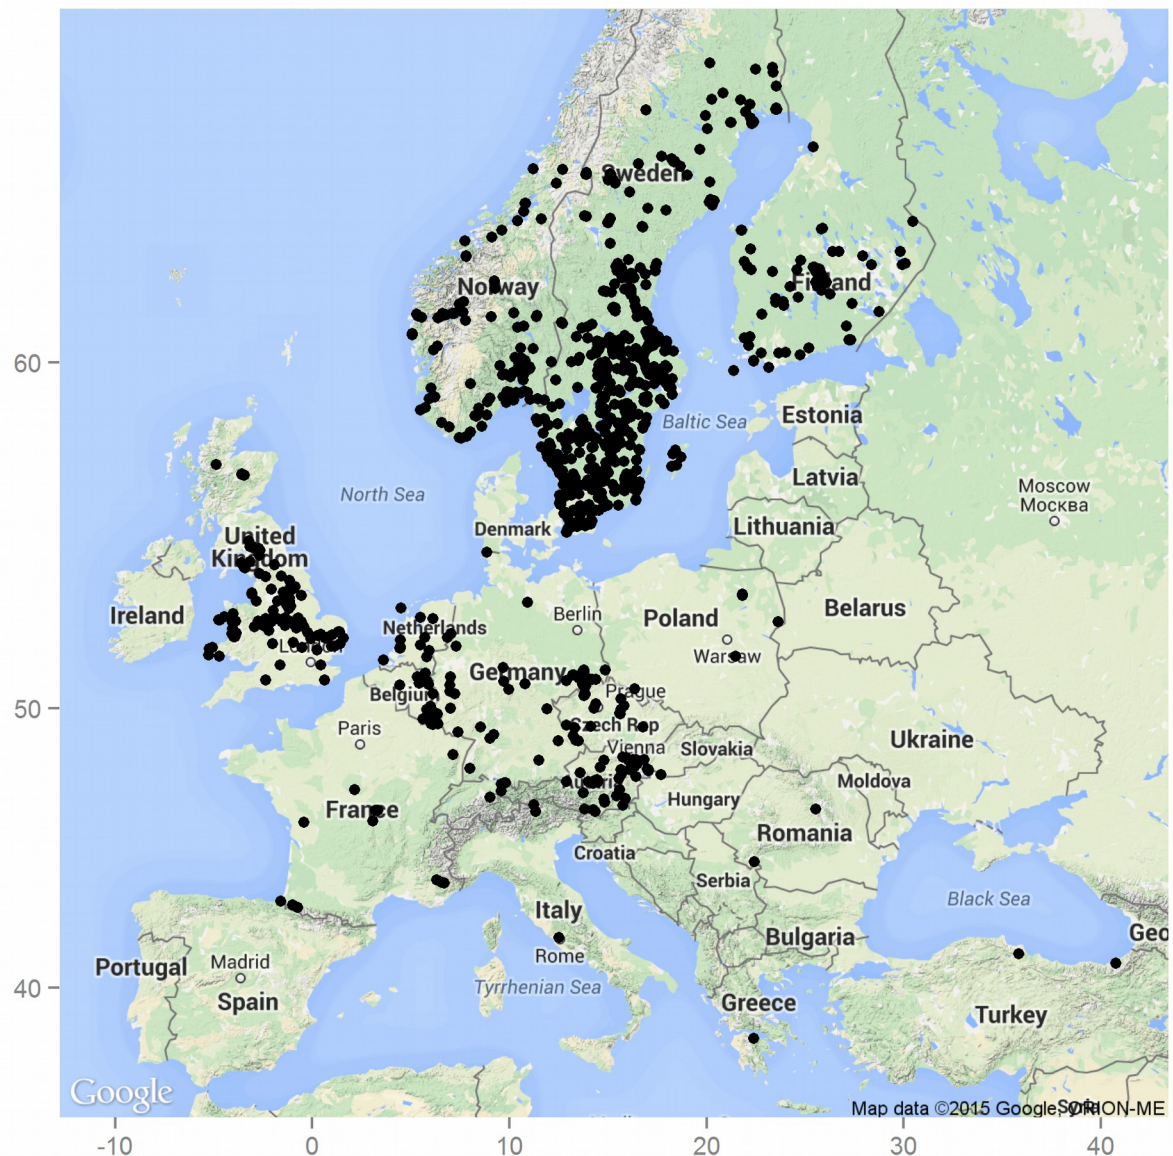 Sweden
Norway
Finland
60
Estonia
Baltic Sea
Latvia
Moscow
Москва
North Sea
Lithuania
Denmark
United
Kingdom
Belarus
Ireland
Berlin
Poland
Netherlands
London
Warsaw
Germany
Prague
Belgium
50
Paris
Czech Rep
Ukraine
Vienna
Slovakia
Moldova
Austria
Hungary
France
Romania
Croatia
Serbia
Black Sea
Italy
Geo
Bulgaria
Rome
Madrid
Portugal
40
Tyrrhenian Sea
Spain
Greece
Turkey
Google
Map data ©2015 Google, ORION-ME
Syria
-10 0 10 20 30 40